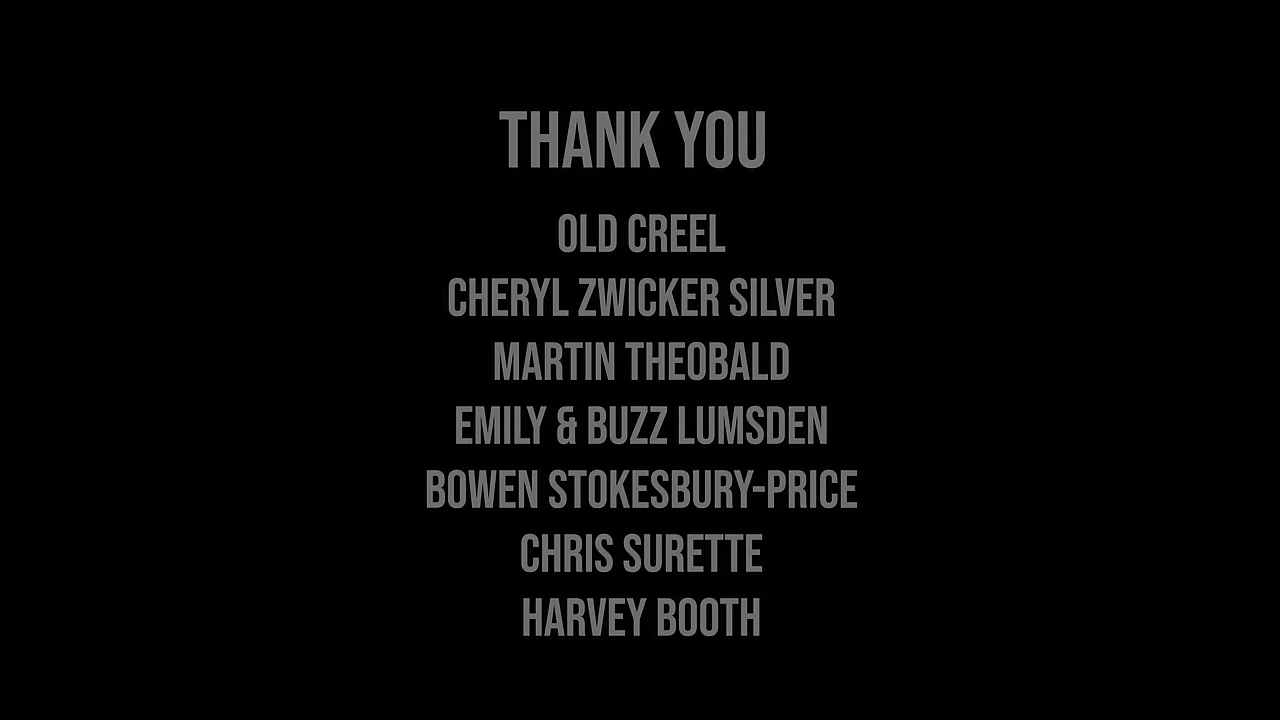 THANK YOU
OLD CREEL
CHERYL ZWICKER SILVER
MARTIN THEOBALD
EMILY & BUZZ LUMSDEN
BOWEN STOKESBURY-PRICE
CHRIS SURETTE
HARVEY BOOTH